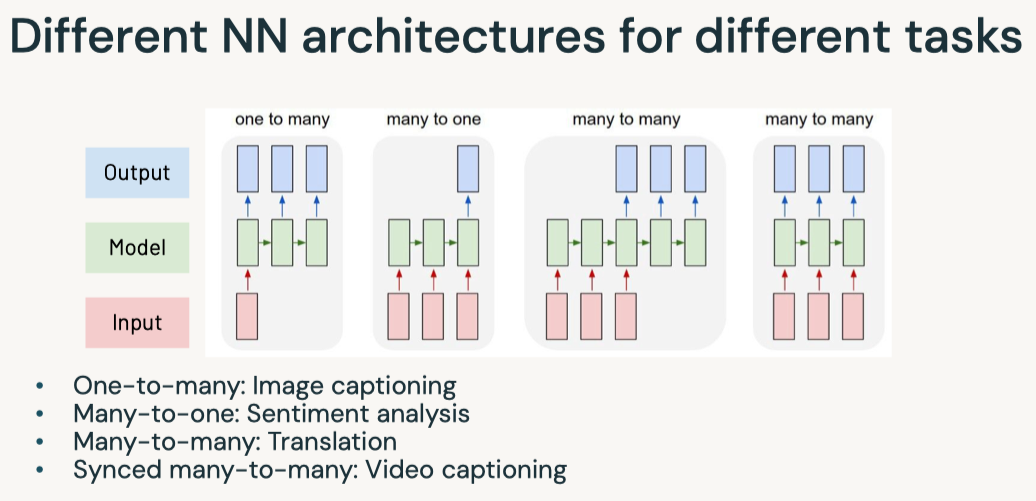 Different NN architectures for different tasks
one to many
many to one
many to many
many to many
Output
Model
Input
• One-to-many: Image captioning
• Many-to-one: Sentiment analysis
• Many-to-many: Translation
• Synced many-to-many: Video captioning